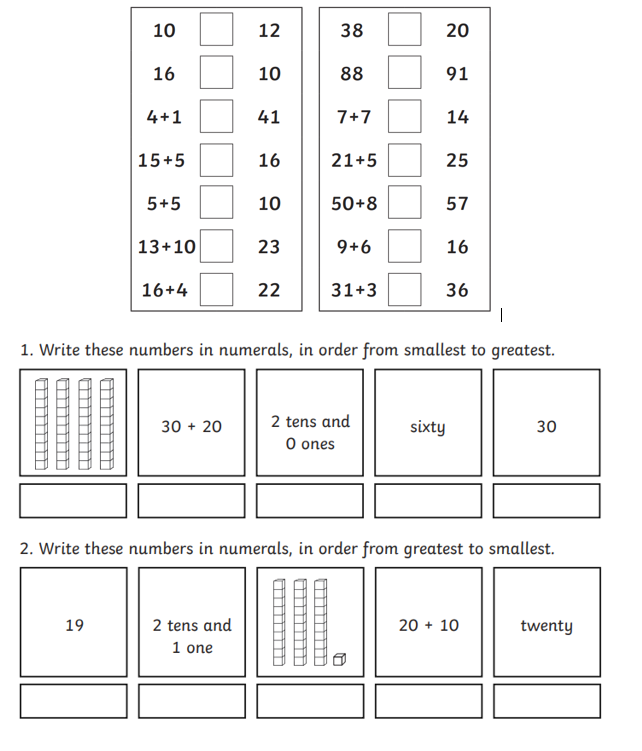 10 12
16 10
4+1 41
15+5 16
5+5 10
13+10 23
16+4 22
38 20
88 91
7+7 14
21+5 25
50+8 57
9+6 16
31+3 36
1. Write these numbers in numerals, in order from smallest to greatest.
30 + 20
2 tens and
0 ones
sixty
30
2. Write these numbers in numerals, in order from greatest to smallest.
19
2 tens and
1 one
20 + 10
twenty